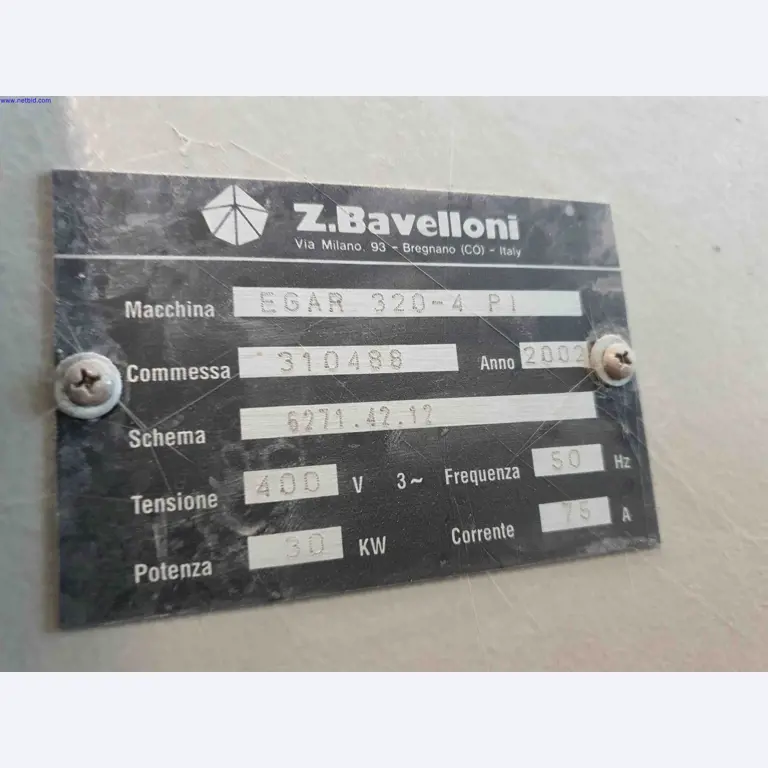 www.netbid.com
Z.Bavelloni
Via Milano, 93 - Bregnano (CO) - Italy
Macchina EGAR 320-4 PI
Commessa 310488 Anno 2002
Schema 6271.42.12
Tensione 400 V 3~ Frequenza 50 Hz
Potenza 30 KW Corrente 75 A